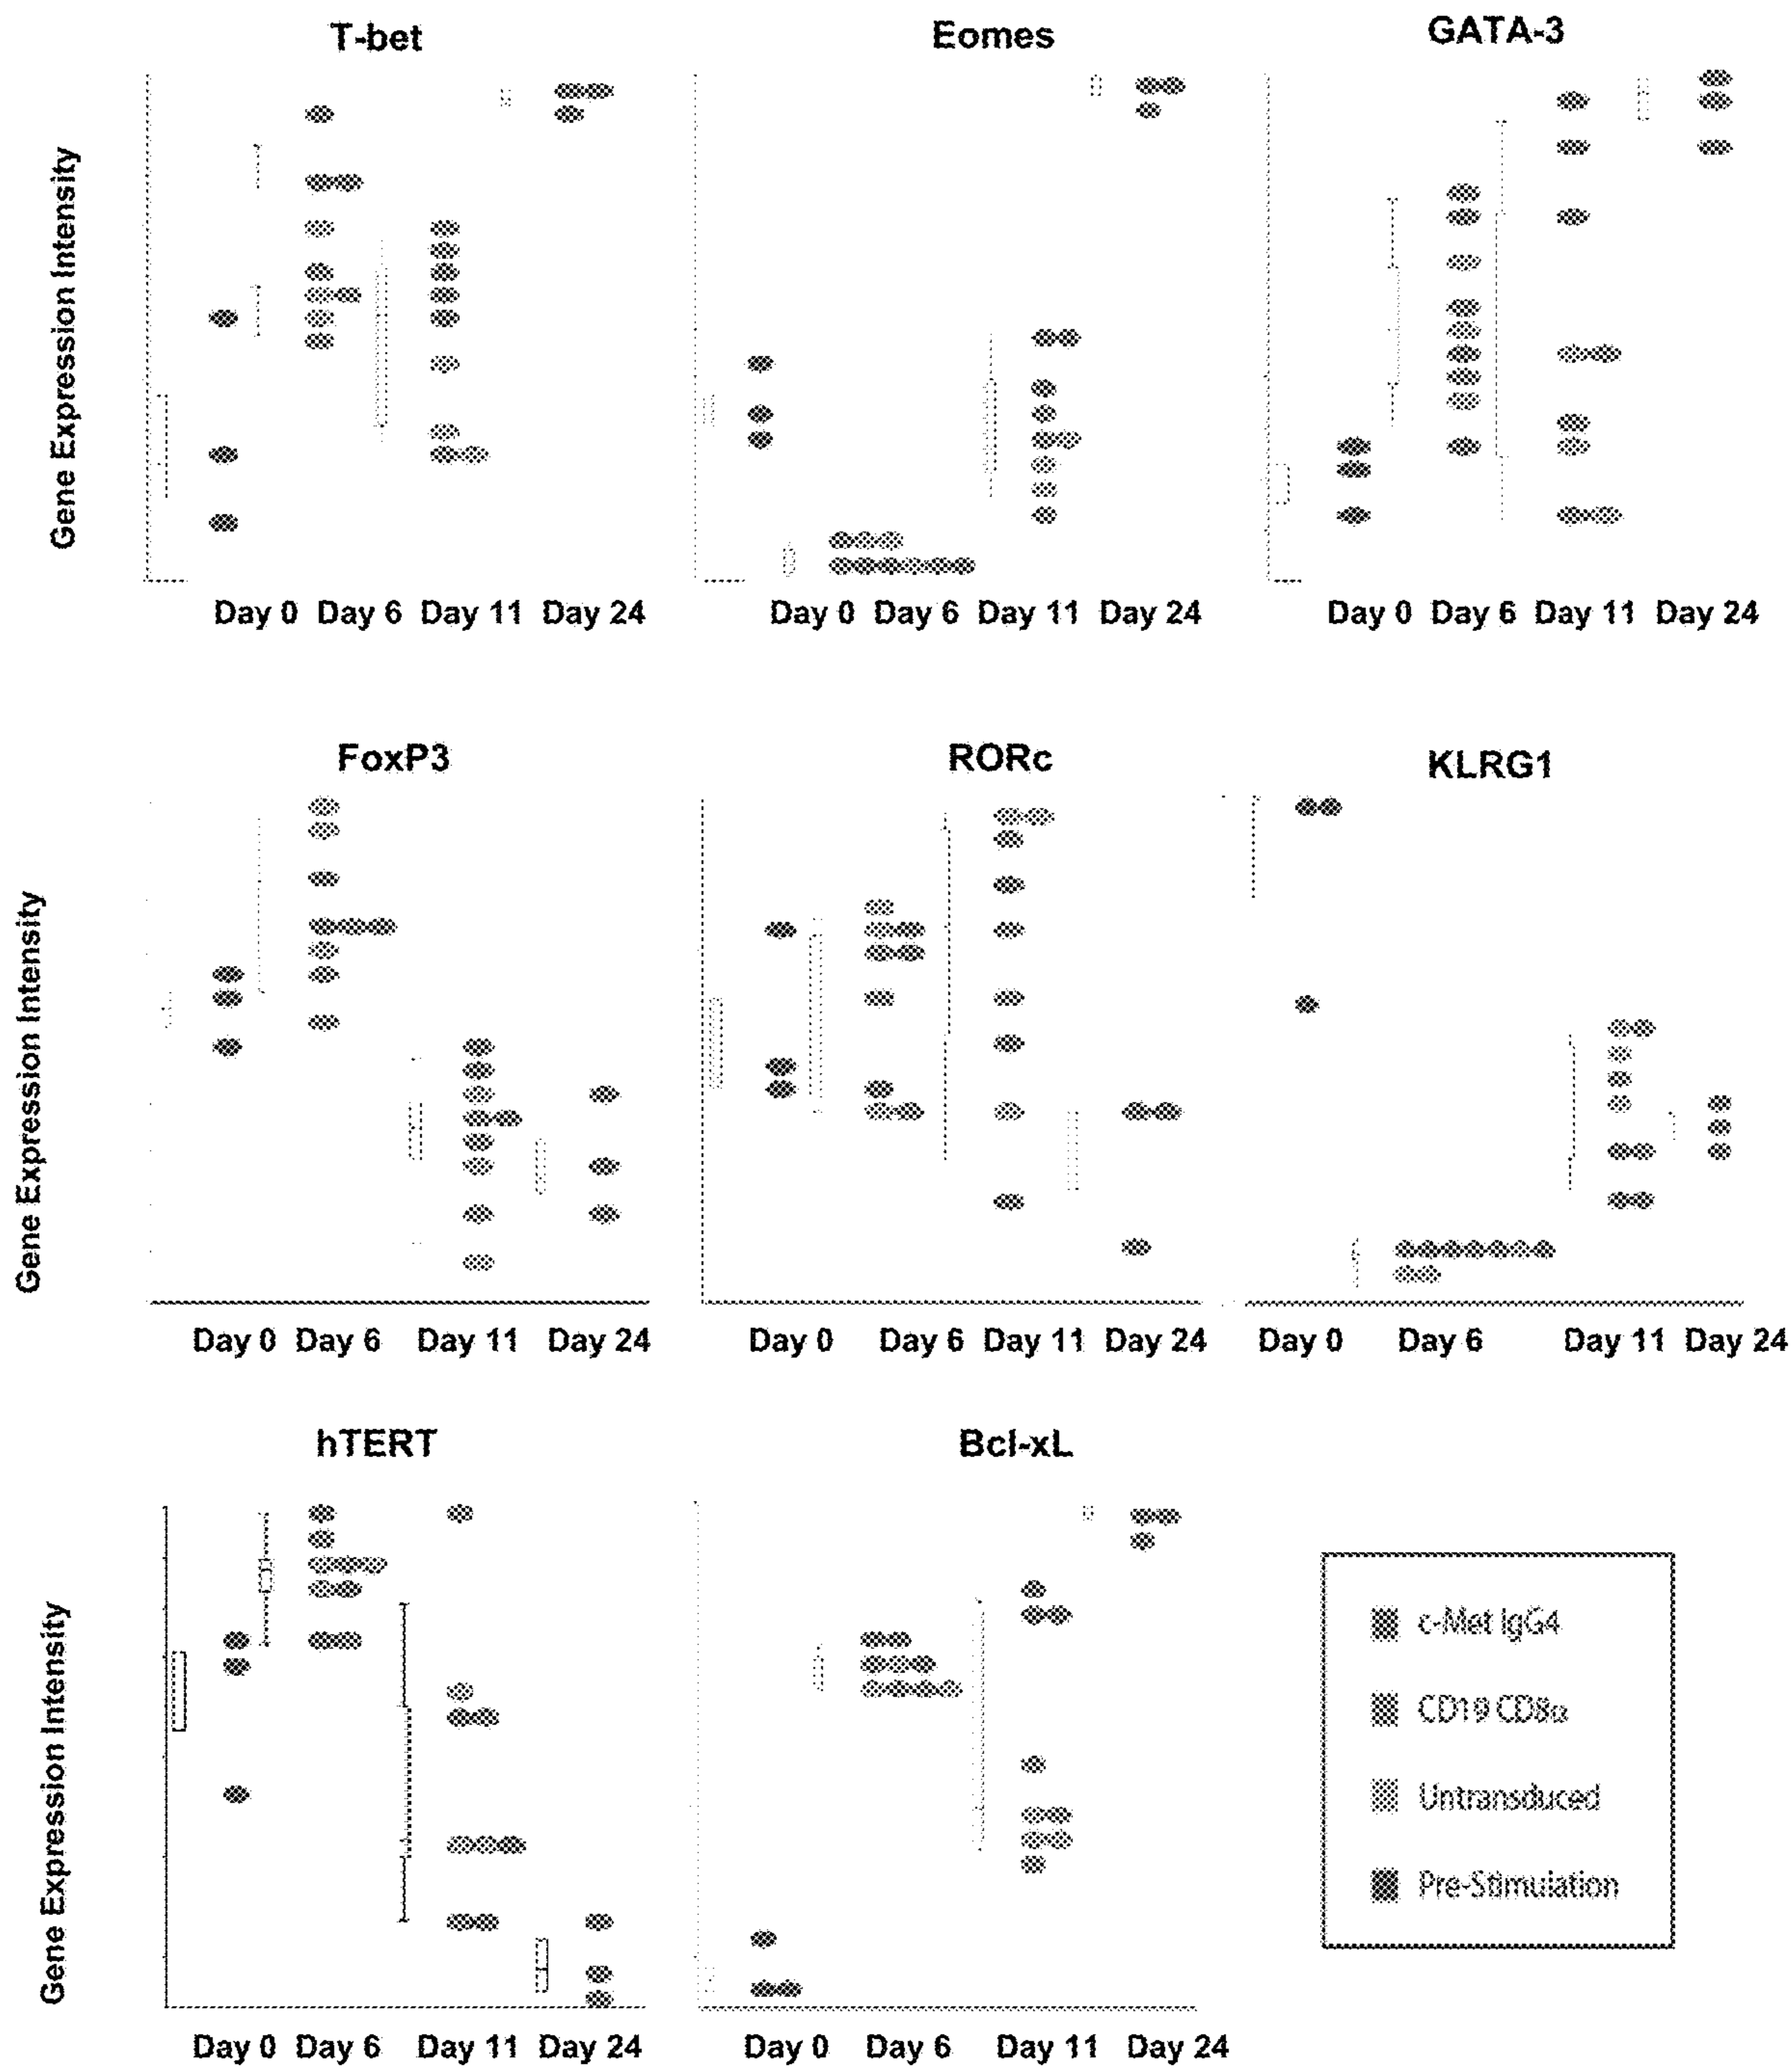 T-bet Eomes GATA-3
Gene Expression Intensity
Day 0 Day 6 Day 11 Day 24 Day 0 Day 6 Day 11 Day 24 Day 0 Day 6 Day 11 Day 24
FoxP3 RORc KLRG1
Gene Expression Intensity
Day 0 Day 6 Day 11 Day 24 Day 0 Day 6 Day 11 Day 24 Day 0 Day 6 Day 11 Day 24
hTERT Bcl-xL
Gene Expression Intensity
c-Met IgG4
CD19 CD8α
Untransduced
Pre-Stimulation
Day 0 Day 6 Day 11 Day 24 Day 0 Day 6 Day 11 Day 24